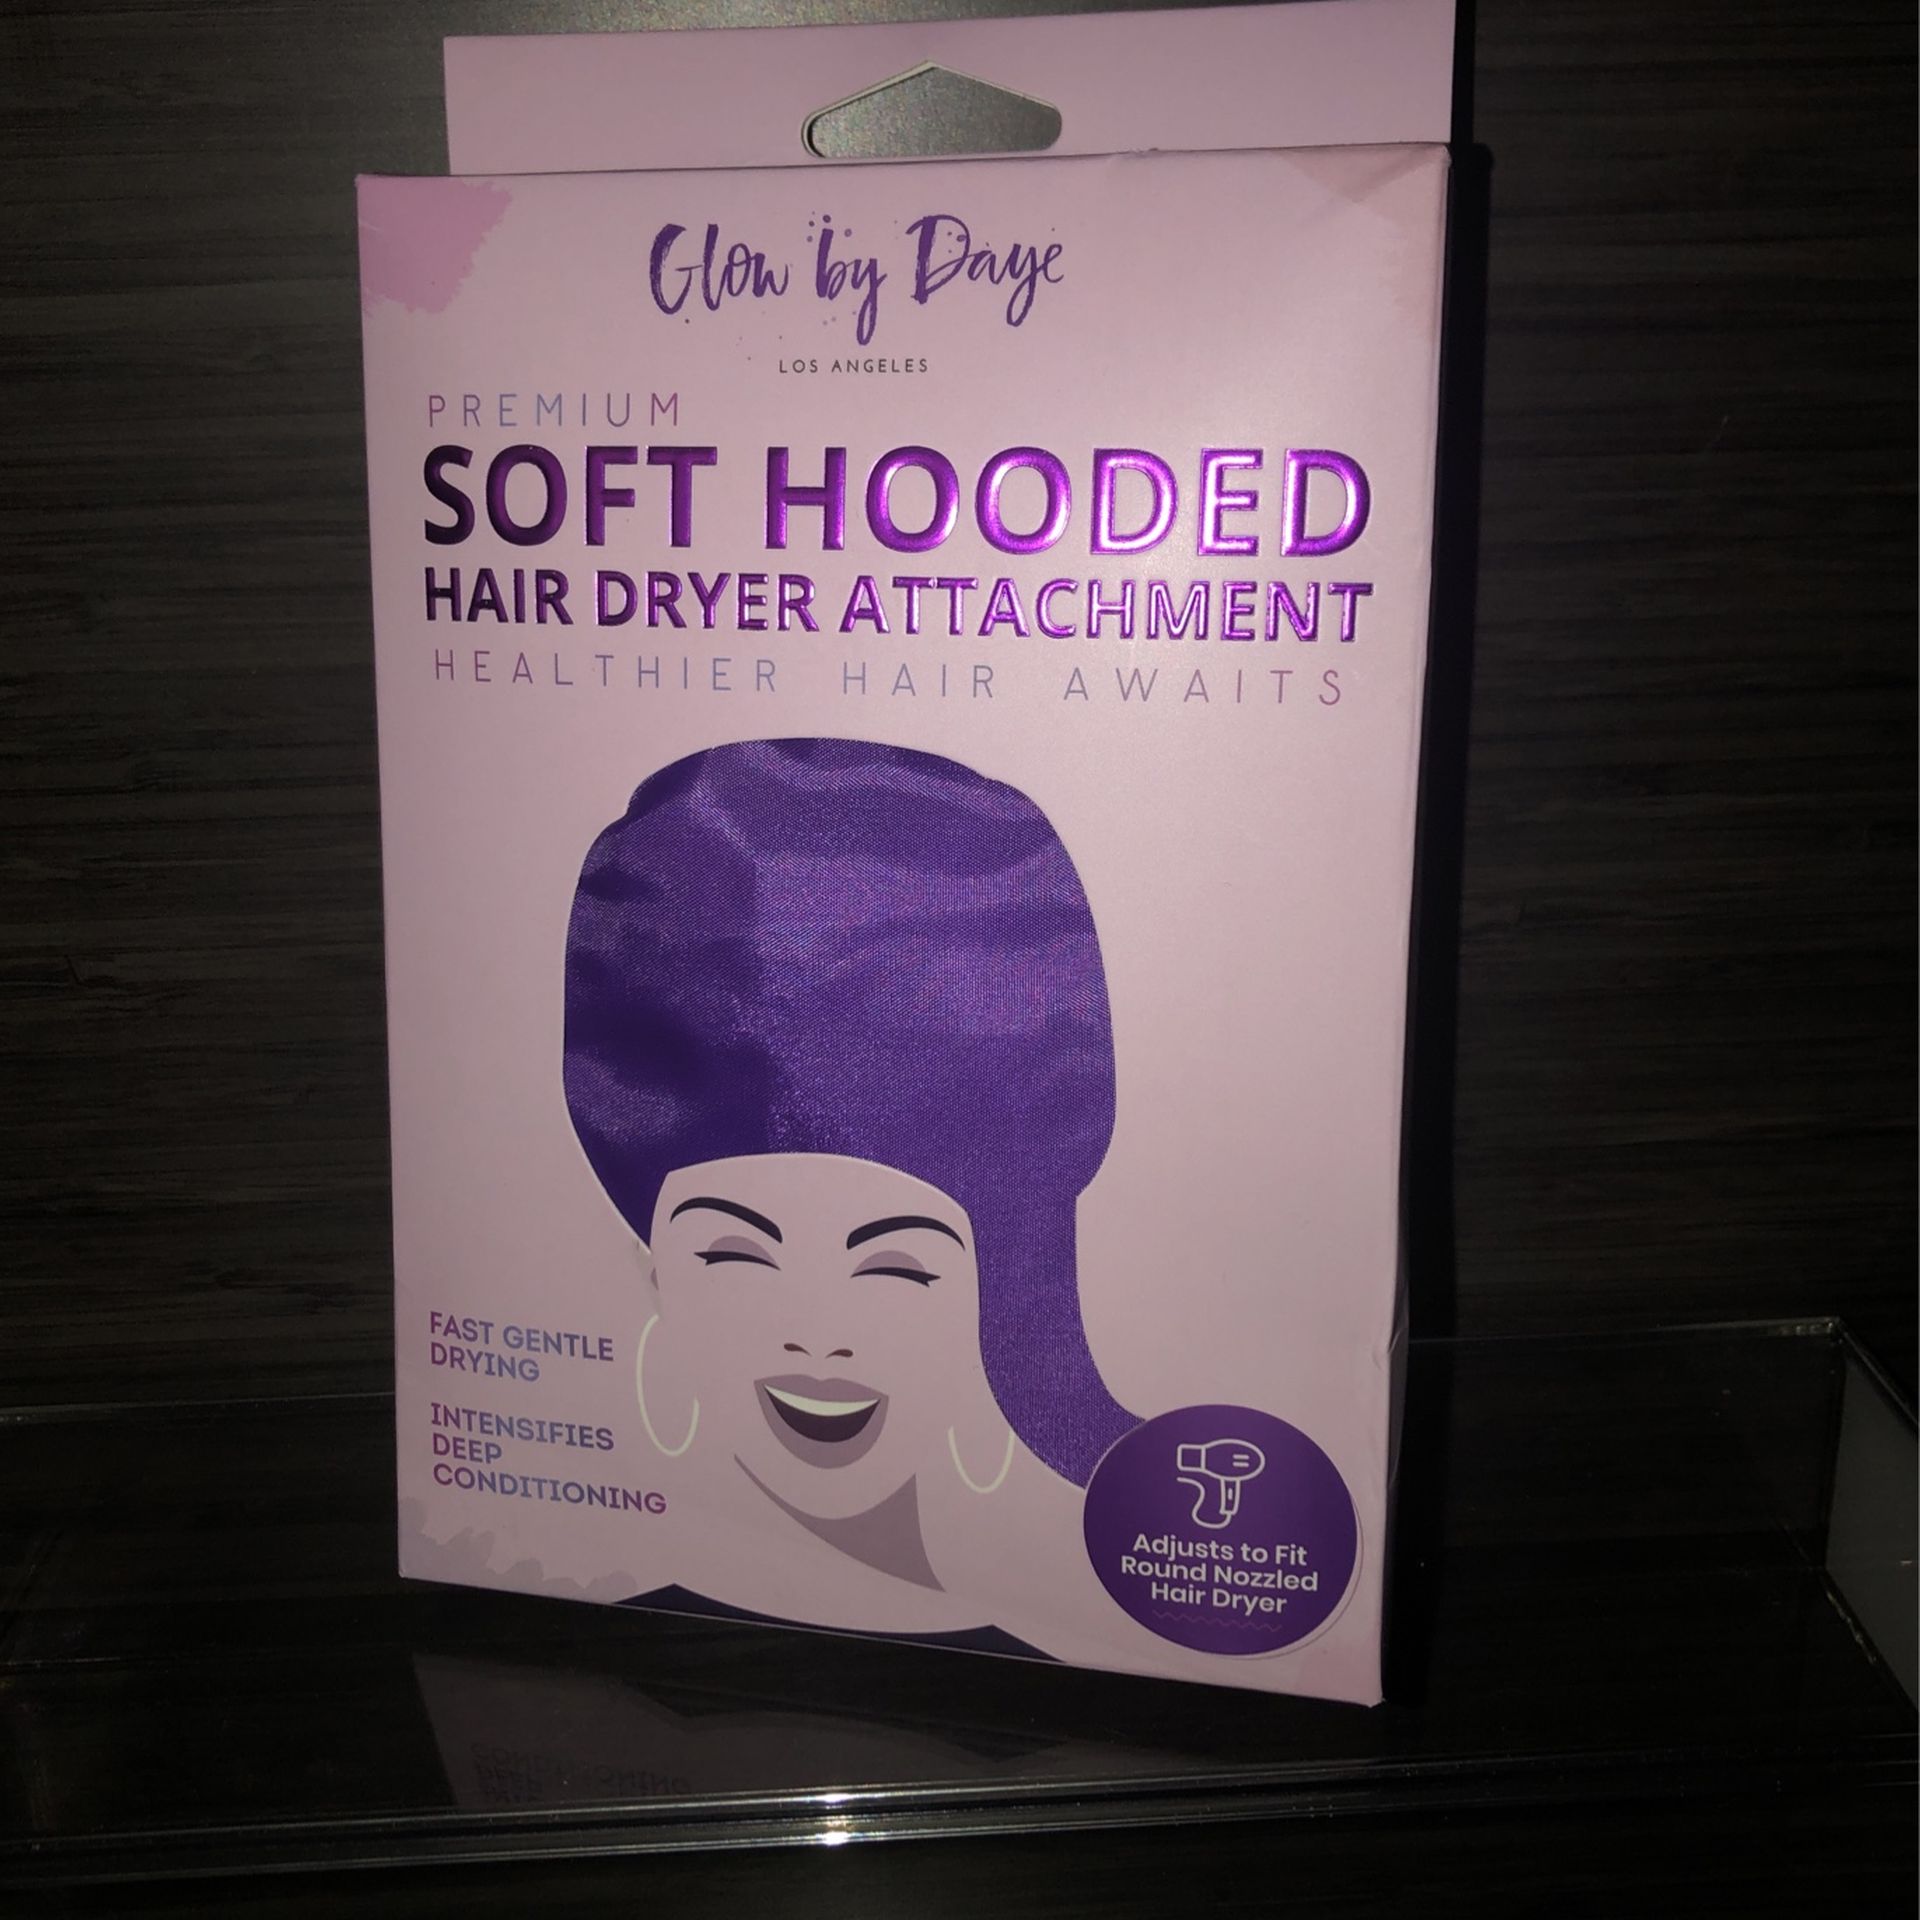 Glow by Daye
LOS ANGELES
PREMIUM
SOFT HOODED
HAIR DRYER ATTACHMENT
HEALTHIER HAIR AWAITS
FAST GENTLE
DRYING
INTENSIFIES
DEEP
CONDITIONING
Adjusts to Fit
Round Nozzled
Hair Dryer